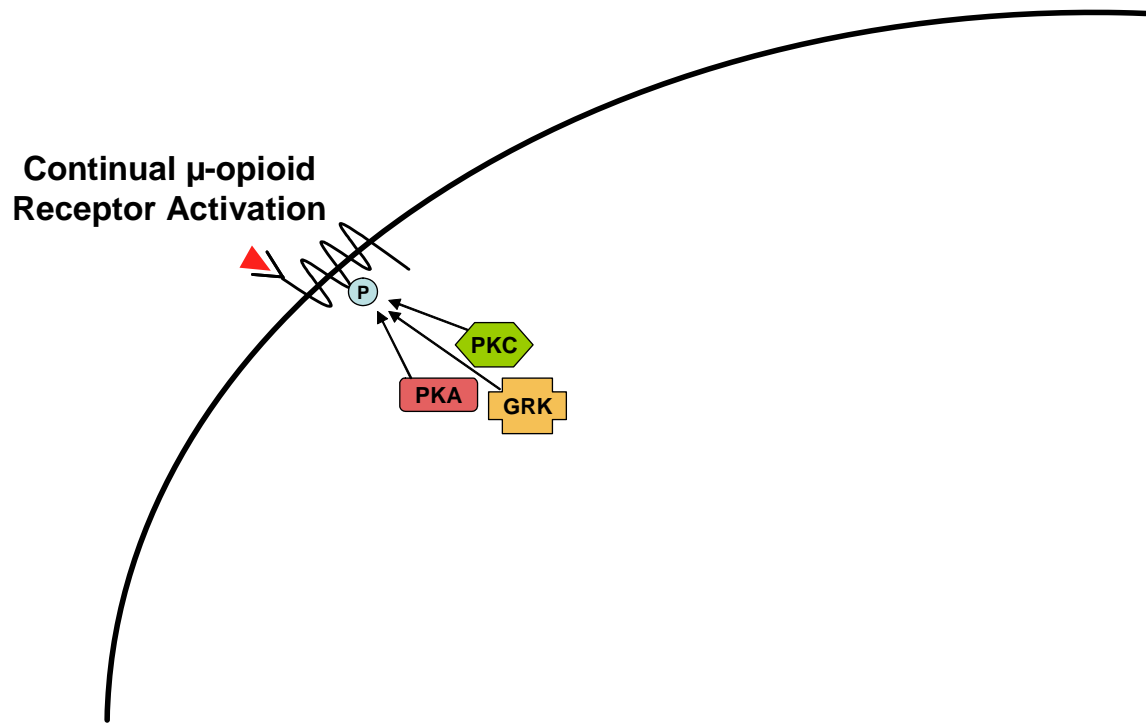 Continual µ-opioid
Receptor Activation
P
PKC
PKA
GRK